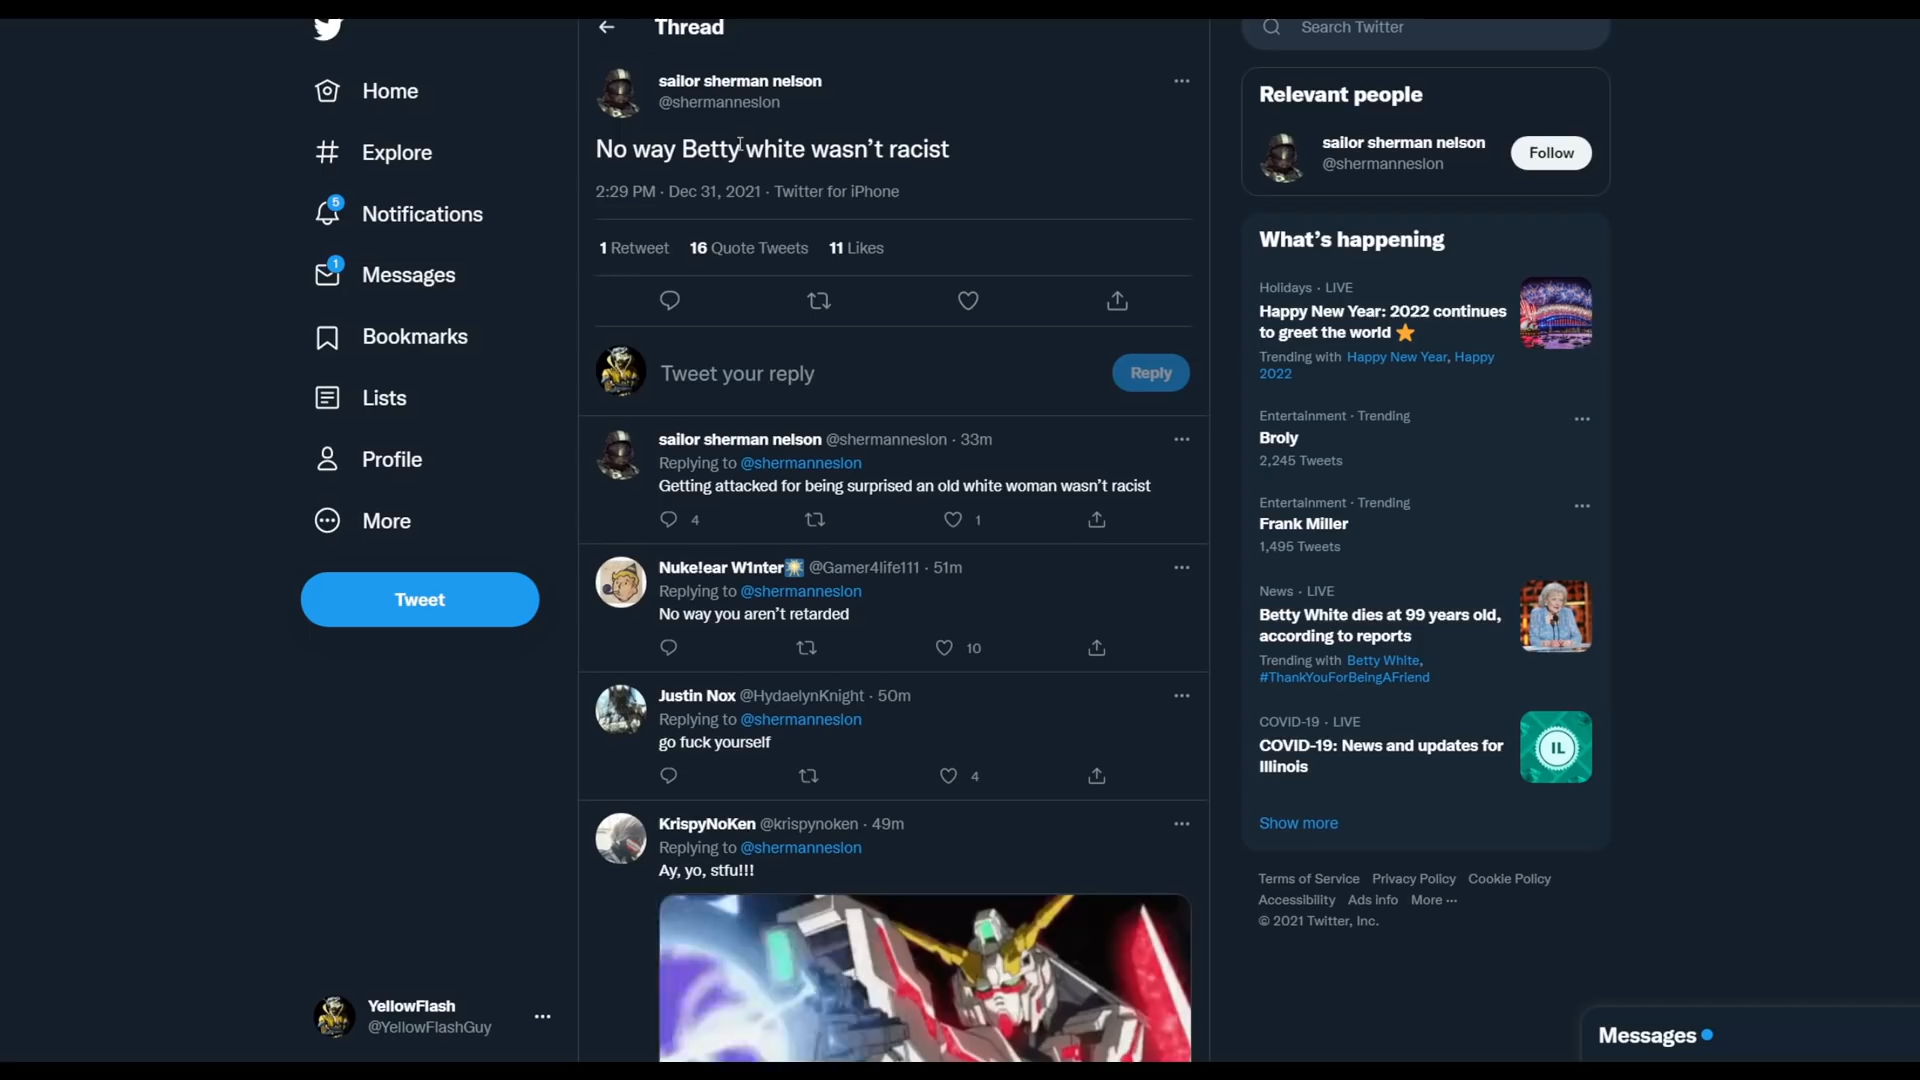 Home
Explore
5
Notifications
1
Messages
Bookmarks
Lists
Profile
More
Tweet
YellowFlash
@YellowFlashGuy
Thread
sailor sherman nelson
@shermanneslon
No way Betty white wasn’t racist
2:29 PM · Dec 31, 2021 · Twitter for iPhone
1 Retweet 16 Quote Tweets 11 Likes
Tweet your reply
Reply
sailor sherman nelson @shermanneslon · 33m
Replying to @shermanneslon
Getting attacked for being surprised an old white woman wasn’t racist
4 1
Nuke!ear W1nter @Gamer4life111 · 51m
Replying to @shermanneslon
No way you aren’t retarded
10
Justin Nox @HydaelynKnight · 50m
Replying to @shermanneslon
go fuck yourself
4
KrispyNoKen @krispynoken · 49m
Replying to @shermanneslon
Ay, yo, stfu!!!
Search Twitter
Relevant people
sailor sherman nelson
@shermanneslon
Follow
What’s happening
Holidays · LIVE
Happy New Year: 2022 continues
to greet the world
Trending with Happy New Year, Happy
2022
Entertainment · Trending
Broly
2,245 Tweets
Entertainment · Trending
Frank Miller
1,495 Tweets
News · LIVE
Betty White dies at 99 years old,
according to reports
Trending with Betty White,
#ThankYouForBeingAFriend
COVID-19 · LIVE
COVID-19: News and updates for
Illinois
IL
Show more
Terms of Service Privacy Policy Cookie Policy
Accessibility Ads info More ···
© 2021 Twitter, Inc.
Messages